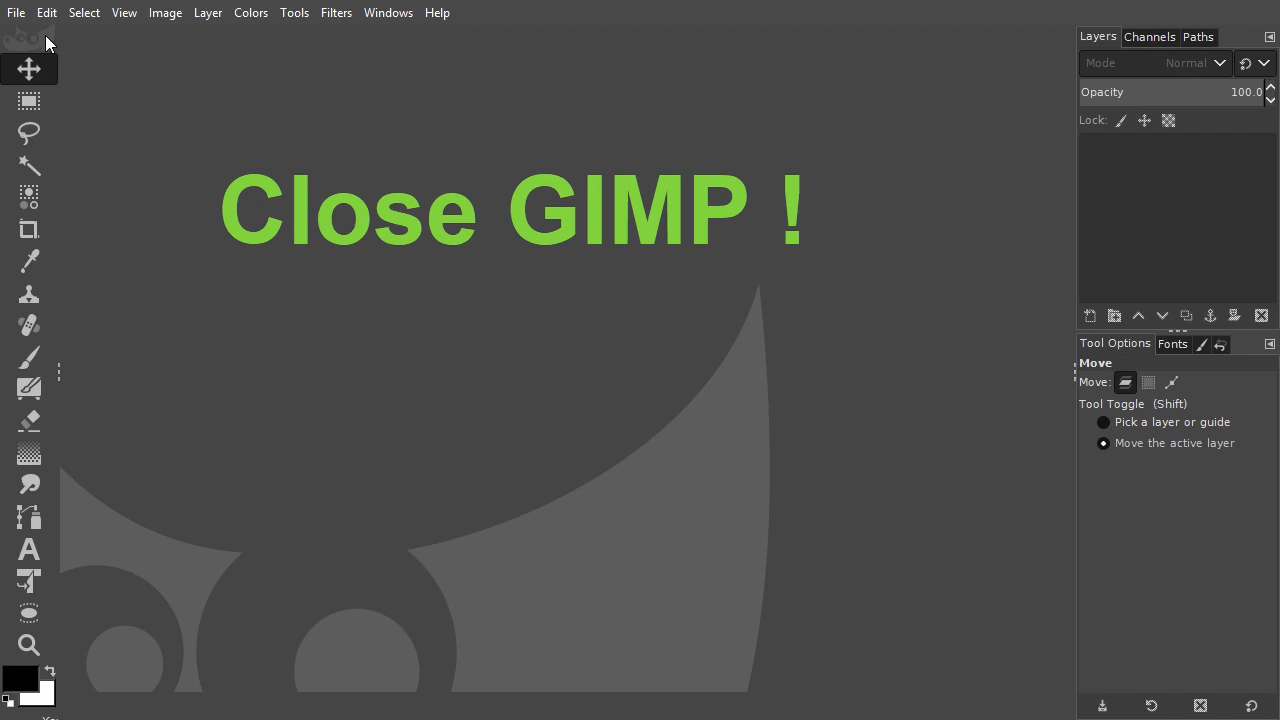 File Edit Select View Image Layer Colors Tools Filters Windows Help
Layers Channels Paths
Mode Normal
Opacity 100.0
Lock:
Close GIMP !
Tool Options Fonts
Move
Move:
Tool Toggle (Shift)
Pick a layer or guide
Move the active layer